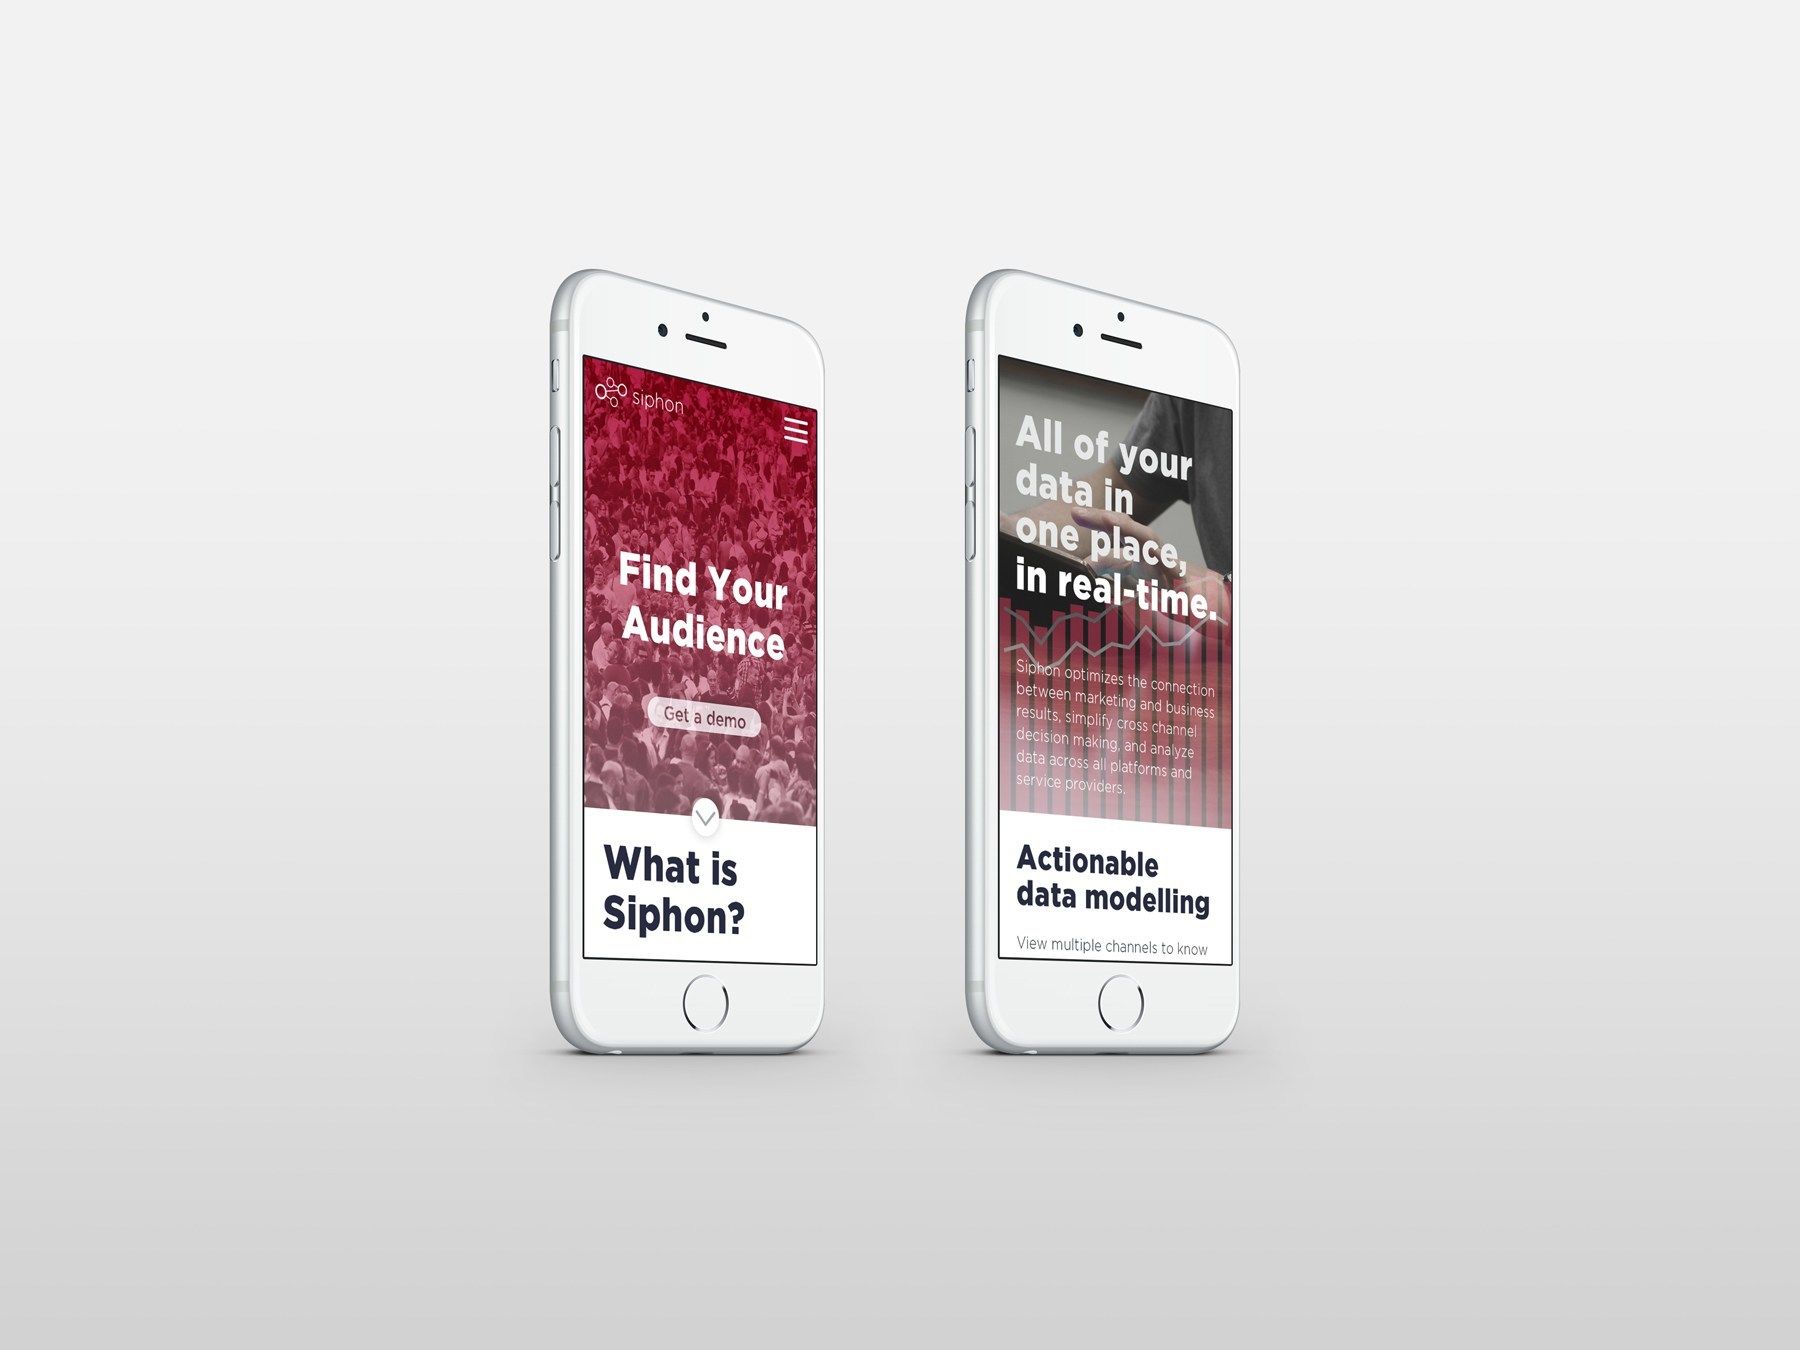 siphon
Find Your
Audience
Get a demo
What is
Siphon?
All of your
data in
one place,
in real-time.
Siphon optimizes the connection
between marketing and business
results, simplify cross channel
decision making, and analyze
data across all platforms and
service providers.
Actionable
data modelling
View multiple channels to know